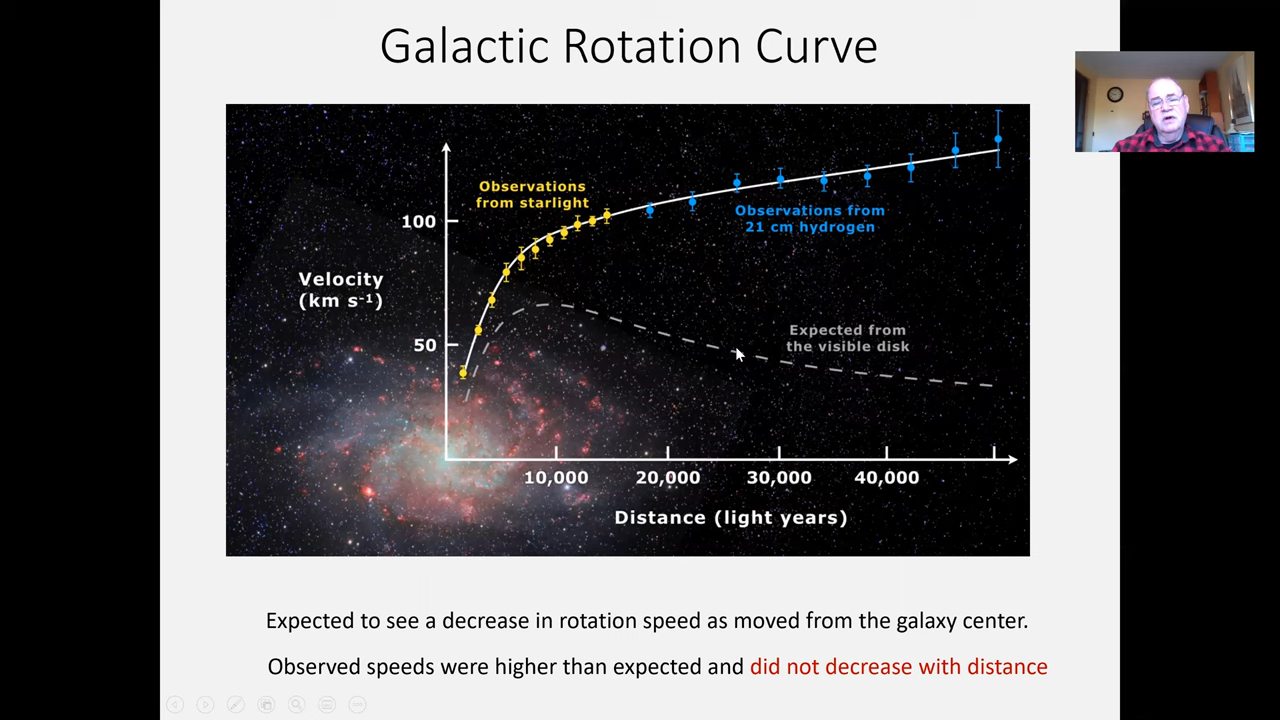 Galactic Rotation Curve
Observations
from starlight
100
Observations from
21 cm hydrogen
Velocity
(km s-1)
Expected from
the visible disk
50
10,000 20,000 30,000 40,000
Distance (light years)
Expected to see a decrease in rotation speed as moved from the galaxy center.
Observed speeds were higher than expected and did not decrease with distance